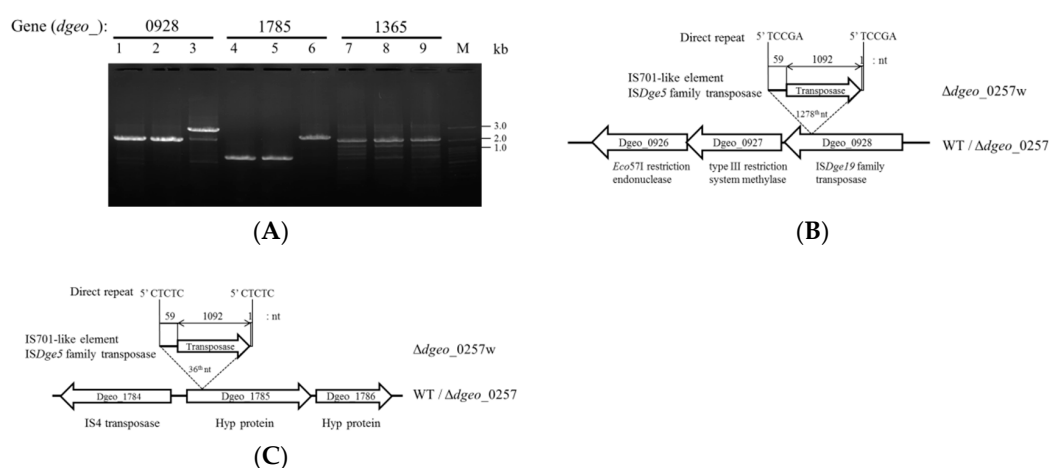 Gene (dgeo_): 0928 1785 1365
1 2 3 4 5 6 7 8 9 M kb
3.0
2.0
1.0
(A)
Direct repeat 5' TCCGA 5' TCCGA
59 1092 1 : nt
IS701-like element
ISDge5 family transposase
Transposase
Δdgeo_0257w
1278th nt
Dgeo_0926 Dgeo_0927 Dgeo_0928
WT / Δdgeo_0257
Eco57I restriction endonuclease
type III restriction system methylase
ISDge19 family transposase
(B)
Direct repeat 5' CTCTC 5' CTCTC
59 1092 1 : nt
IS701-like element
ISDge5 family transposase
Transposase
Δdgeo_0257w
36th nt
Dgeo_1784 Dgeo_1785 Dgeo_1786
WT / Δdgeo_0257
IS4 transposase Hyp protein Hyp protein
(C)